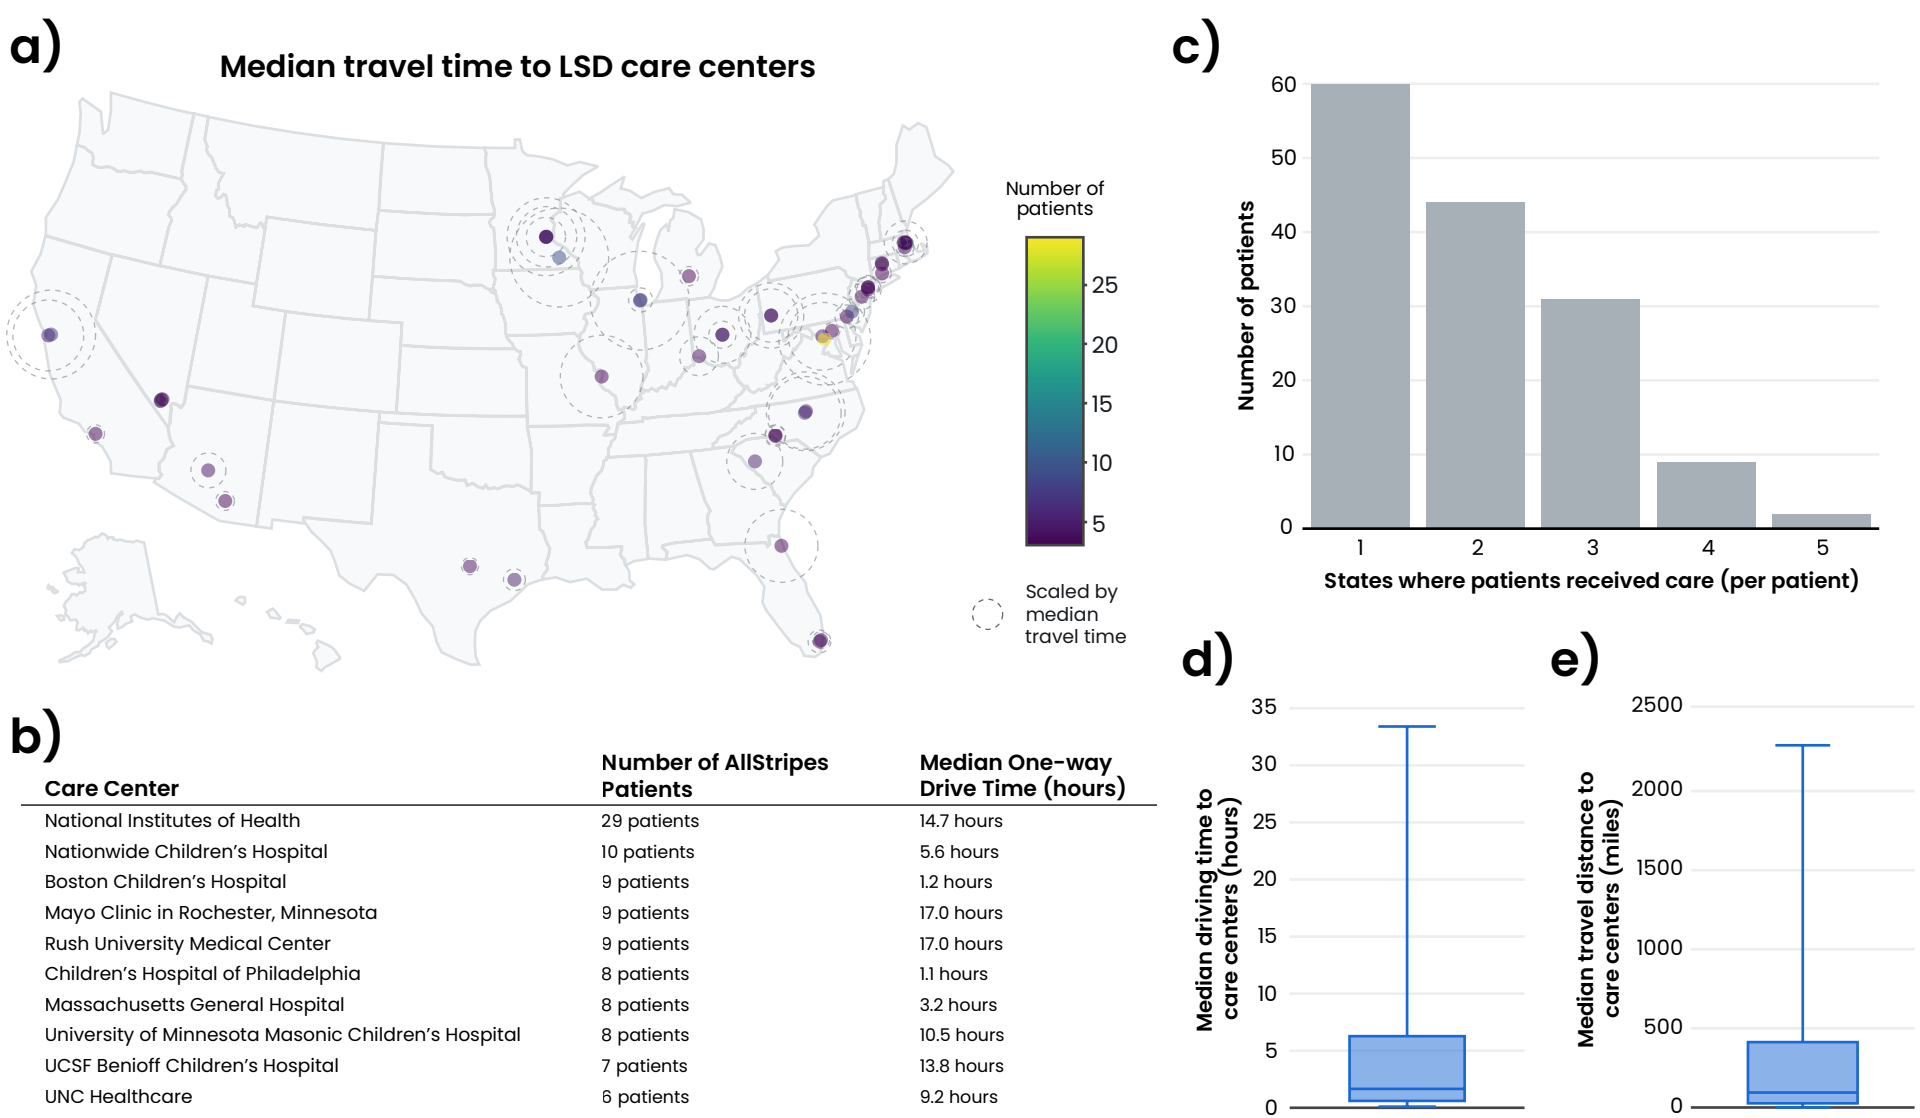 a)
Median travel time to LSD care centers
Number of
patients
25
20
15
10
5
Scaled by
median
travel time
b)
Care Center Number of AllStripes Patients Median One-way Drive Time (hours)
National Institutes of Health 29 patients 14.7 hours
Nationwide Children’s Hospital 10 patients 5.6 hours
Boston Children’s Hospital 9 patients 1.2 hours
Mayo Clinic in Rochester, Minnesota 9 patients 17.0 hours
Rush University Medical Center 9 patients 17.0 hours
Children’s Hospital of Philadelphia 8 patients 1.1 hours
Massachusetts General Hospital 8 patients 3.2 hours
University of Minnesota Masonic Children’s Hospital 8 patients 10.5 hours
UCSF Benioff Children’s Hospital 7 patients 13.8 hours
UNC Healthcare 6 patients 9.2 hours
c)
Number of patients
60
50
40
30
20
10
0
1 2 3 4 5
States where patients received care (per patient)
d)
Median driving time to
care centers (hours)
35
30
25
20
15
10
5
0
e)
Median travel distance to
care centers (miles)
2500
2000
1500
1000
500
0